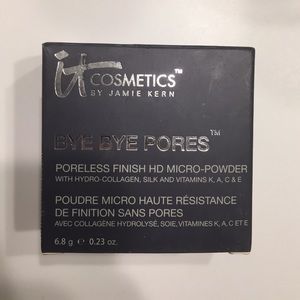 it COSMETICS™
BY JAMIE KERN
BYE BYE PORES™
PORELESS FINISH HD MICRO-POWDER
WITH HYDRO-COLLAGEN, SILK AND VITAMINS K, A, C & E
POUDRE MICRO HAUTE RÉSISTANCE
DE FINITION SANS PORES
AVEC COLLAGÈNE HYDROLYSÉ, SOIE, VITAMINES K, A, C ET E
6.8 g ℮ 0.23 oz.